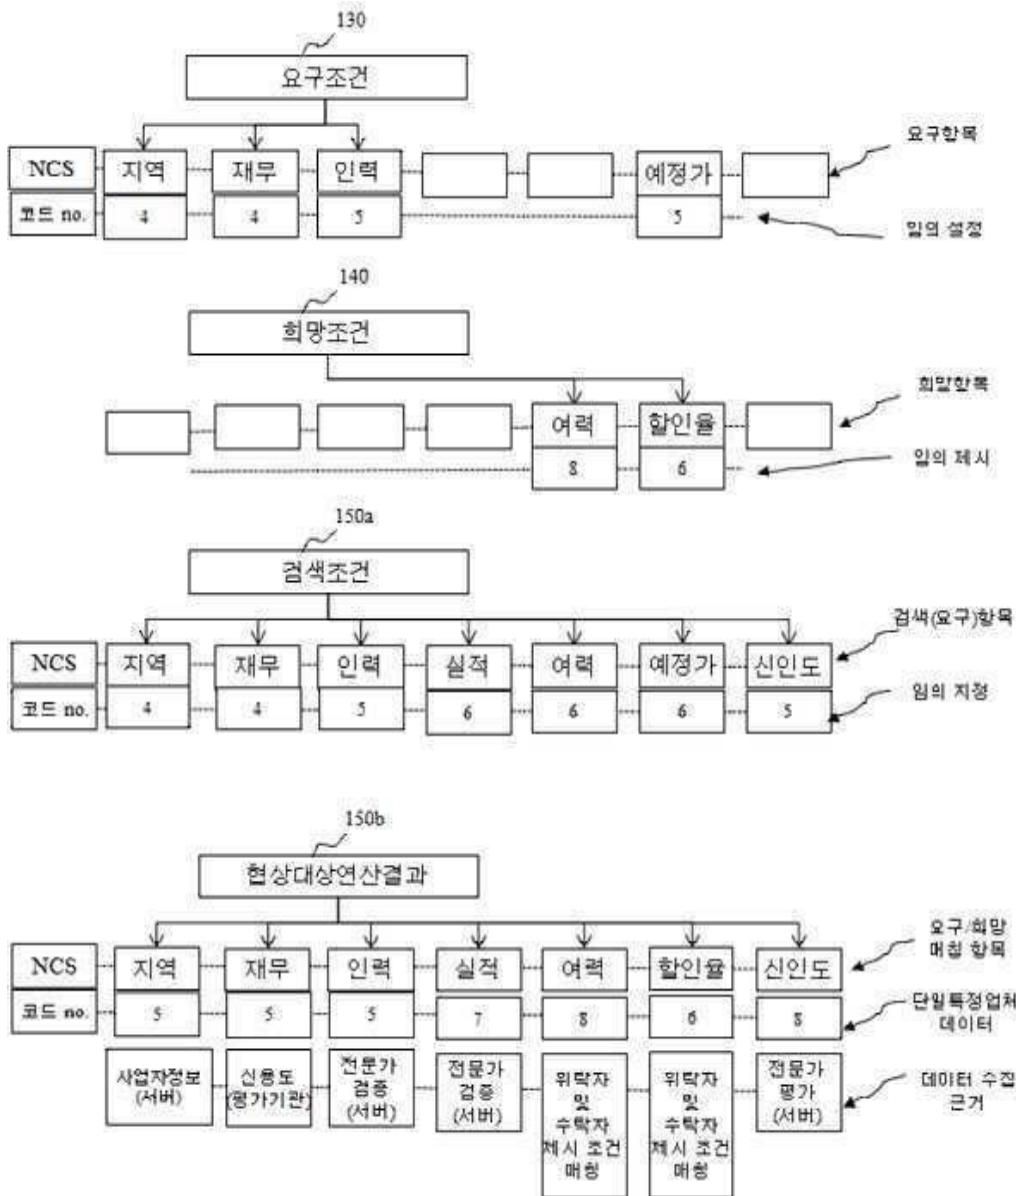 130
요구조건
요구항목
NCS 지역 재무 인력 예정가
코드 no. 4 4 5 5
임의 설정
140
희망조건
희망항목
여력 할인율
8 6
임의 제시
150a
검색조건
검색(요구)항목
NCS 지역 재무 인력 실적 여력 예정가 신인도
코드 no. 4 4 5 6 6 6 5
임의 지정
150b
협상대상연산결과
요구/희망
매칭 항목
NCS 지역 재무 인력 실적 여력 할인율 신인도
코드 no. 5 5 5 7 8 6 8
단일특정업체
데이터
사업자정보
(서버)
신용도
(평가기관)
전문가
검증
(서버)
전문가
검증
(서버)
위탁자
및
수탁자
제시 조건
매칭
위탁자
및
수탁자
제시 조건
매칭
전문가
평가
(서버)
데이터 수집
근거